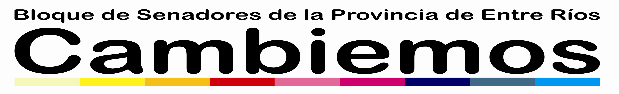 Bloque de Senadores de la Provincia de Entre Ríos
Cambiemos